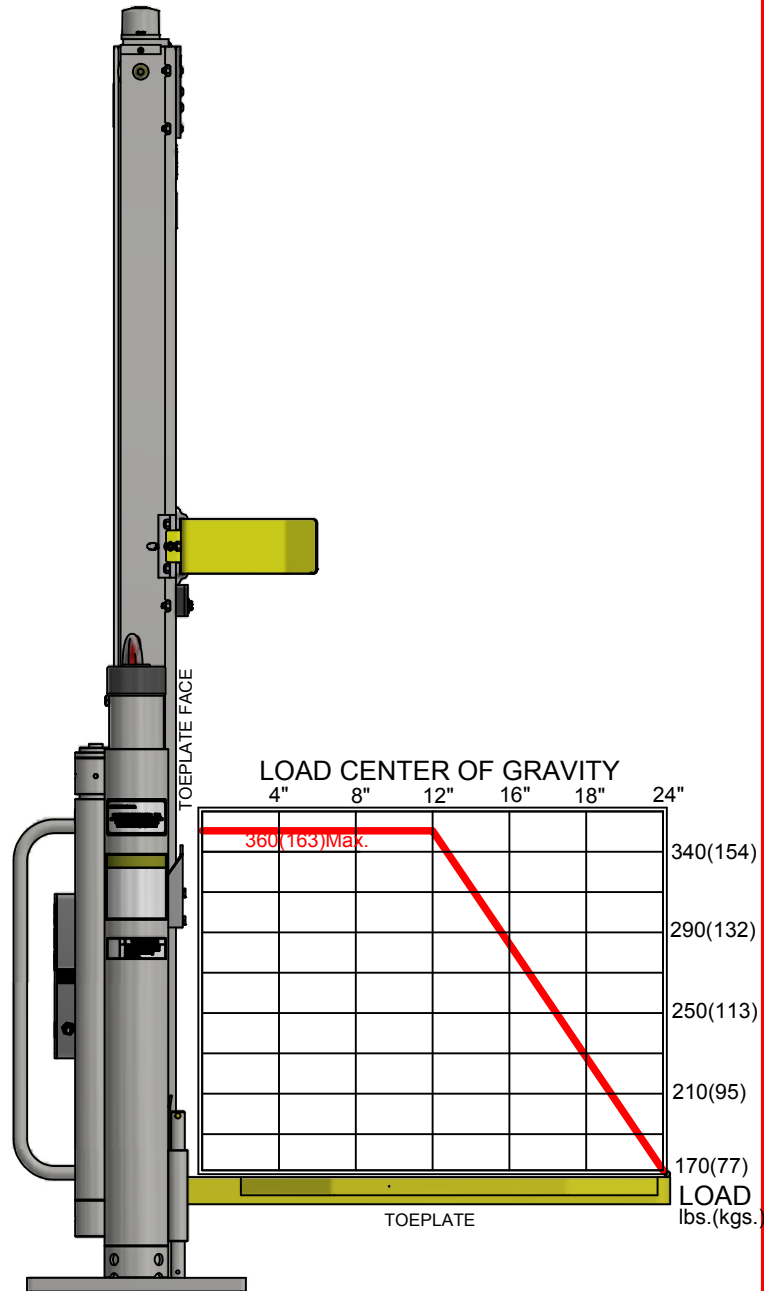 TOEPLATE FACE
LOAD CENTER OF GRAVITY
4" 8" 12" 16" 18" 24"
360(163)Max.
340(154)
290(132)
250(113)
210(95)
170(77)
LOAD
lbs.(kgs.)
TOEPLATE